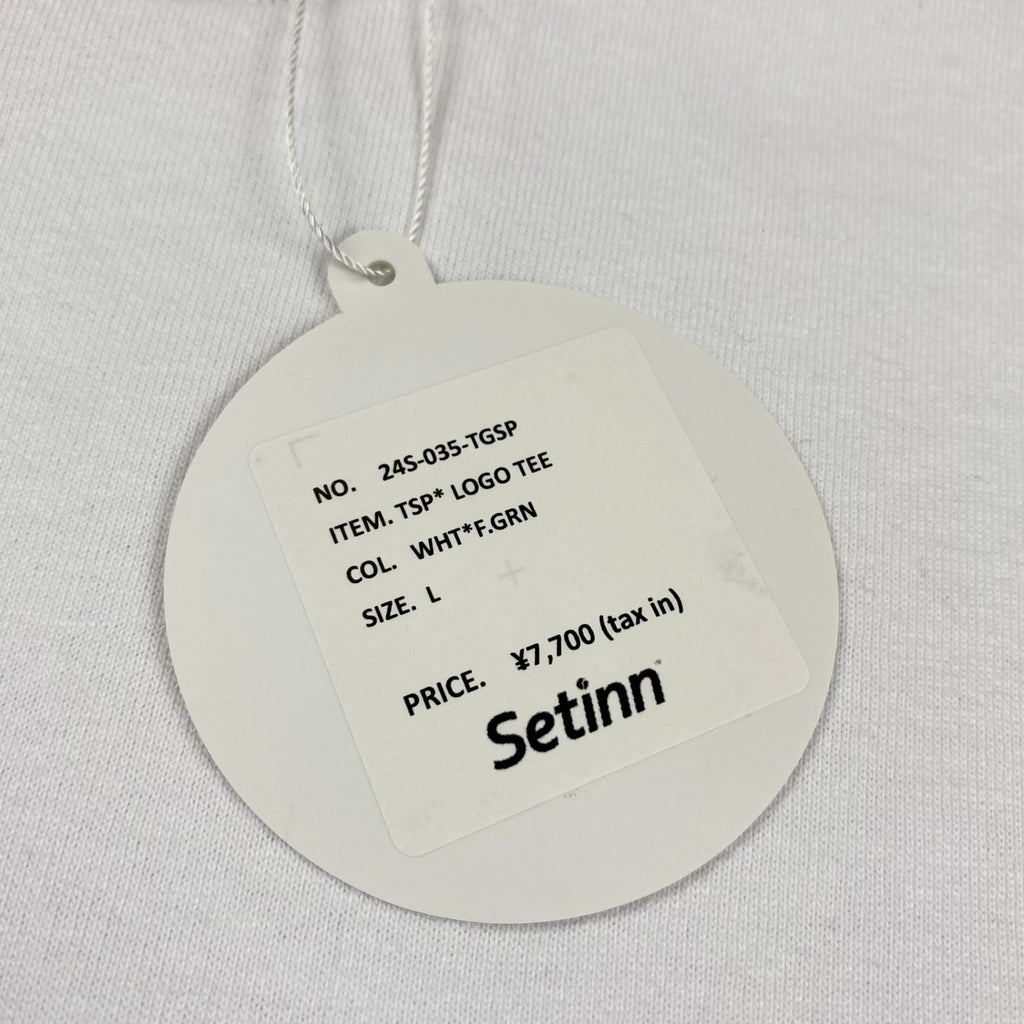 NO. 24S-035-TGSP
ITEM. TSP* LOGO TEE
COL. WHT*F.GRN
SIZE. L
PRICE. ¥7,700 (tax in)
Setinn